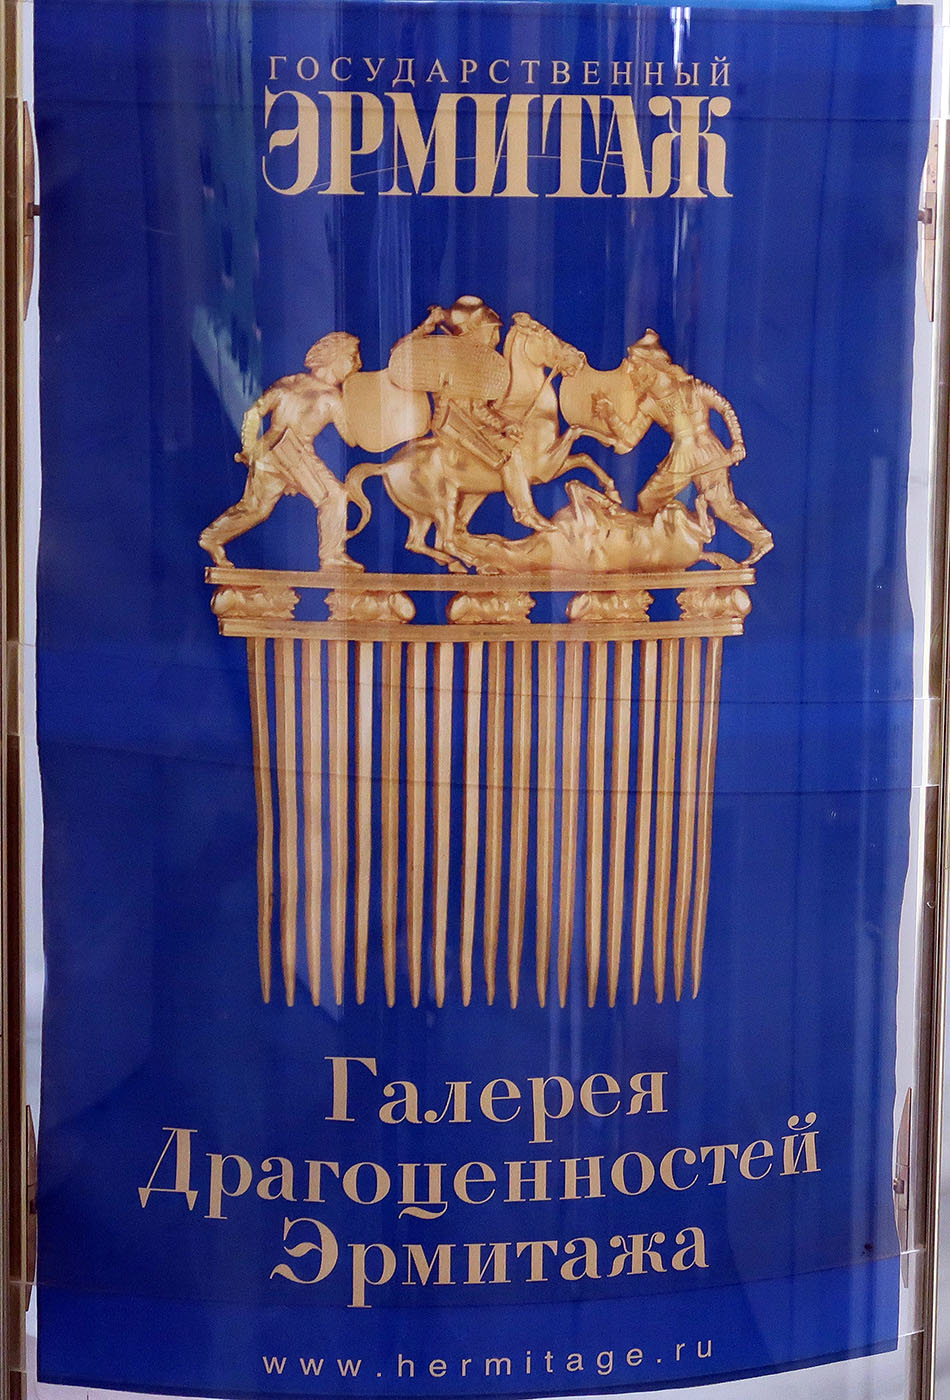 ГОСУДАРСТВЕННЫЙ
ЭРМИТАЖ
Галерея
Драгоценностей
Эрмитажа
www.hermitage.ru